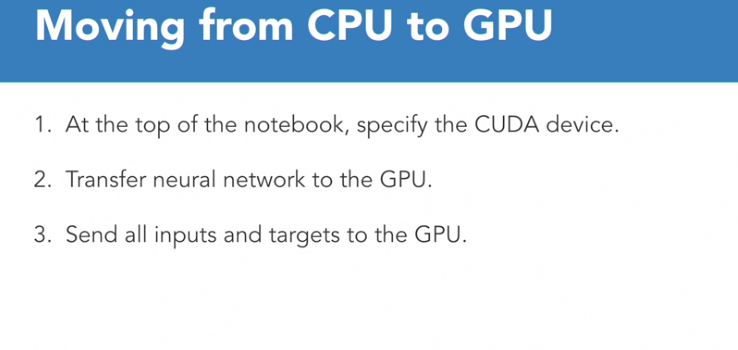 Moving from CPU to GPU
1. At the top of the notebook, specify the CUDA device.
2. Transfer neural network to the GPU.
3. Send all inputs and targets to the GPU.